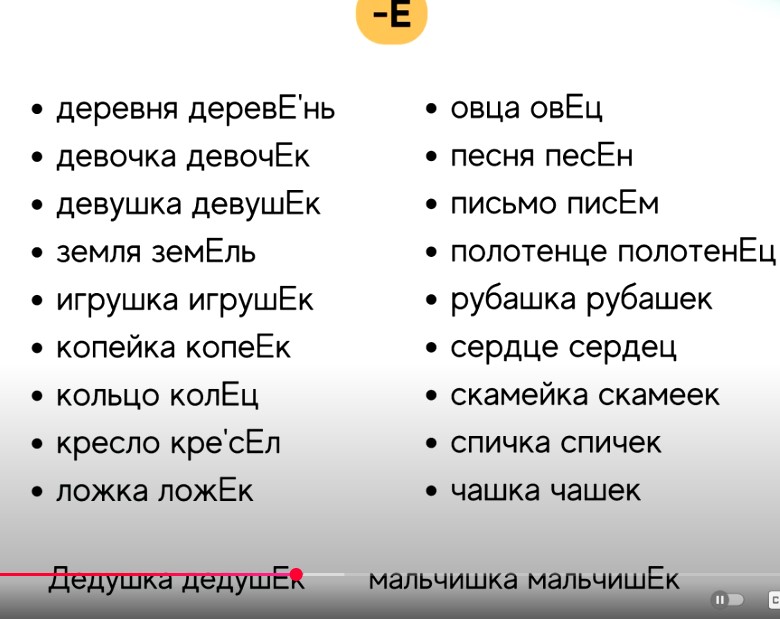 -Е
• деревня деревЕ'нь
• девочка девочЕк
• девушка девушЕк
• земля земЕль
• игрушка игрушЕк
• копейка копеЕк
• кольцо колЕц
• кресло кре'сЕл
• ложка ложЕк
• овца овЕц
• песня песЕн
• письмо писЕм
• полотенце полотенЕц
• рубашка рубашек
• сердце сердец
• скамейка скамеек
• спичка спичек
• чашка чашек
Дедушка дедушЕк
мальчишка мальчишЕк